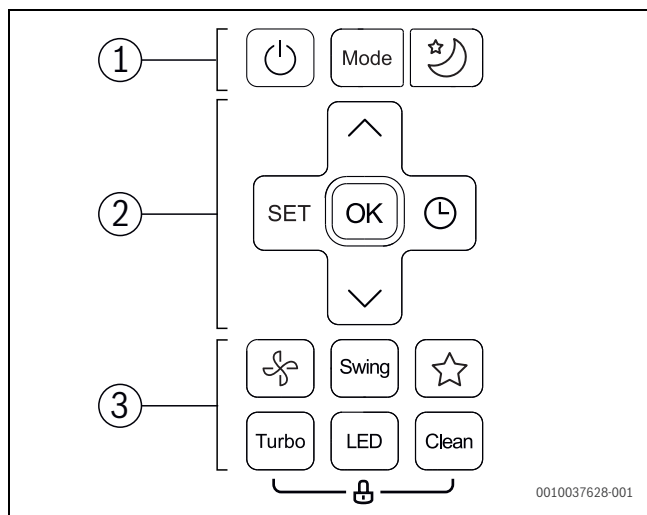 1
Mode
2
SET OK
3
Swing
Turbo LED Clean
0010037628-001